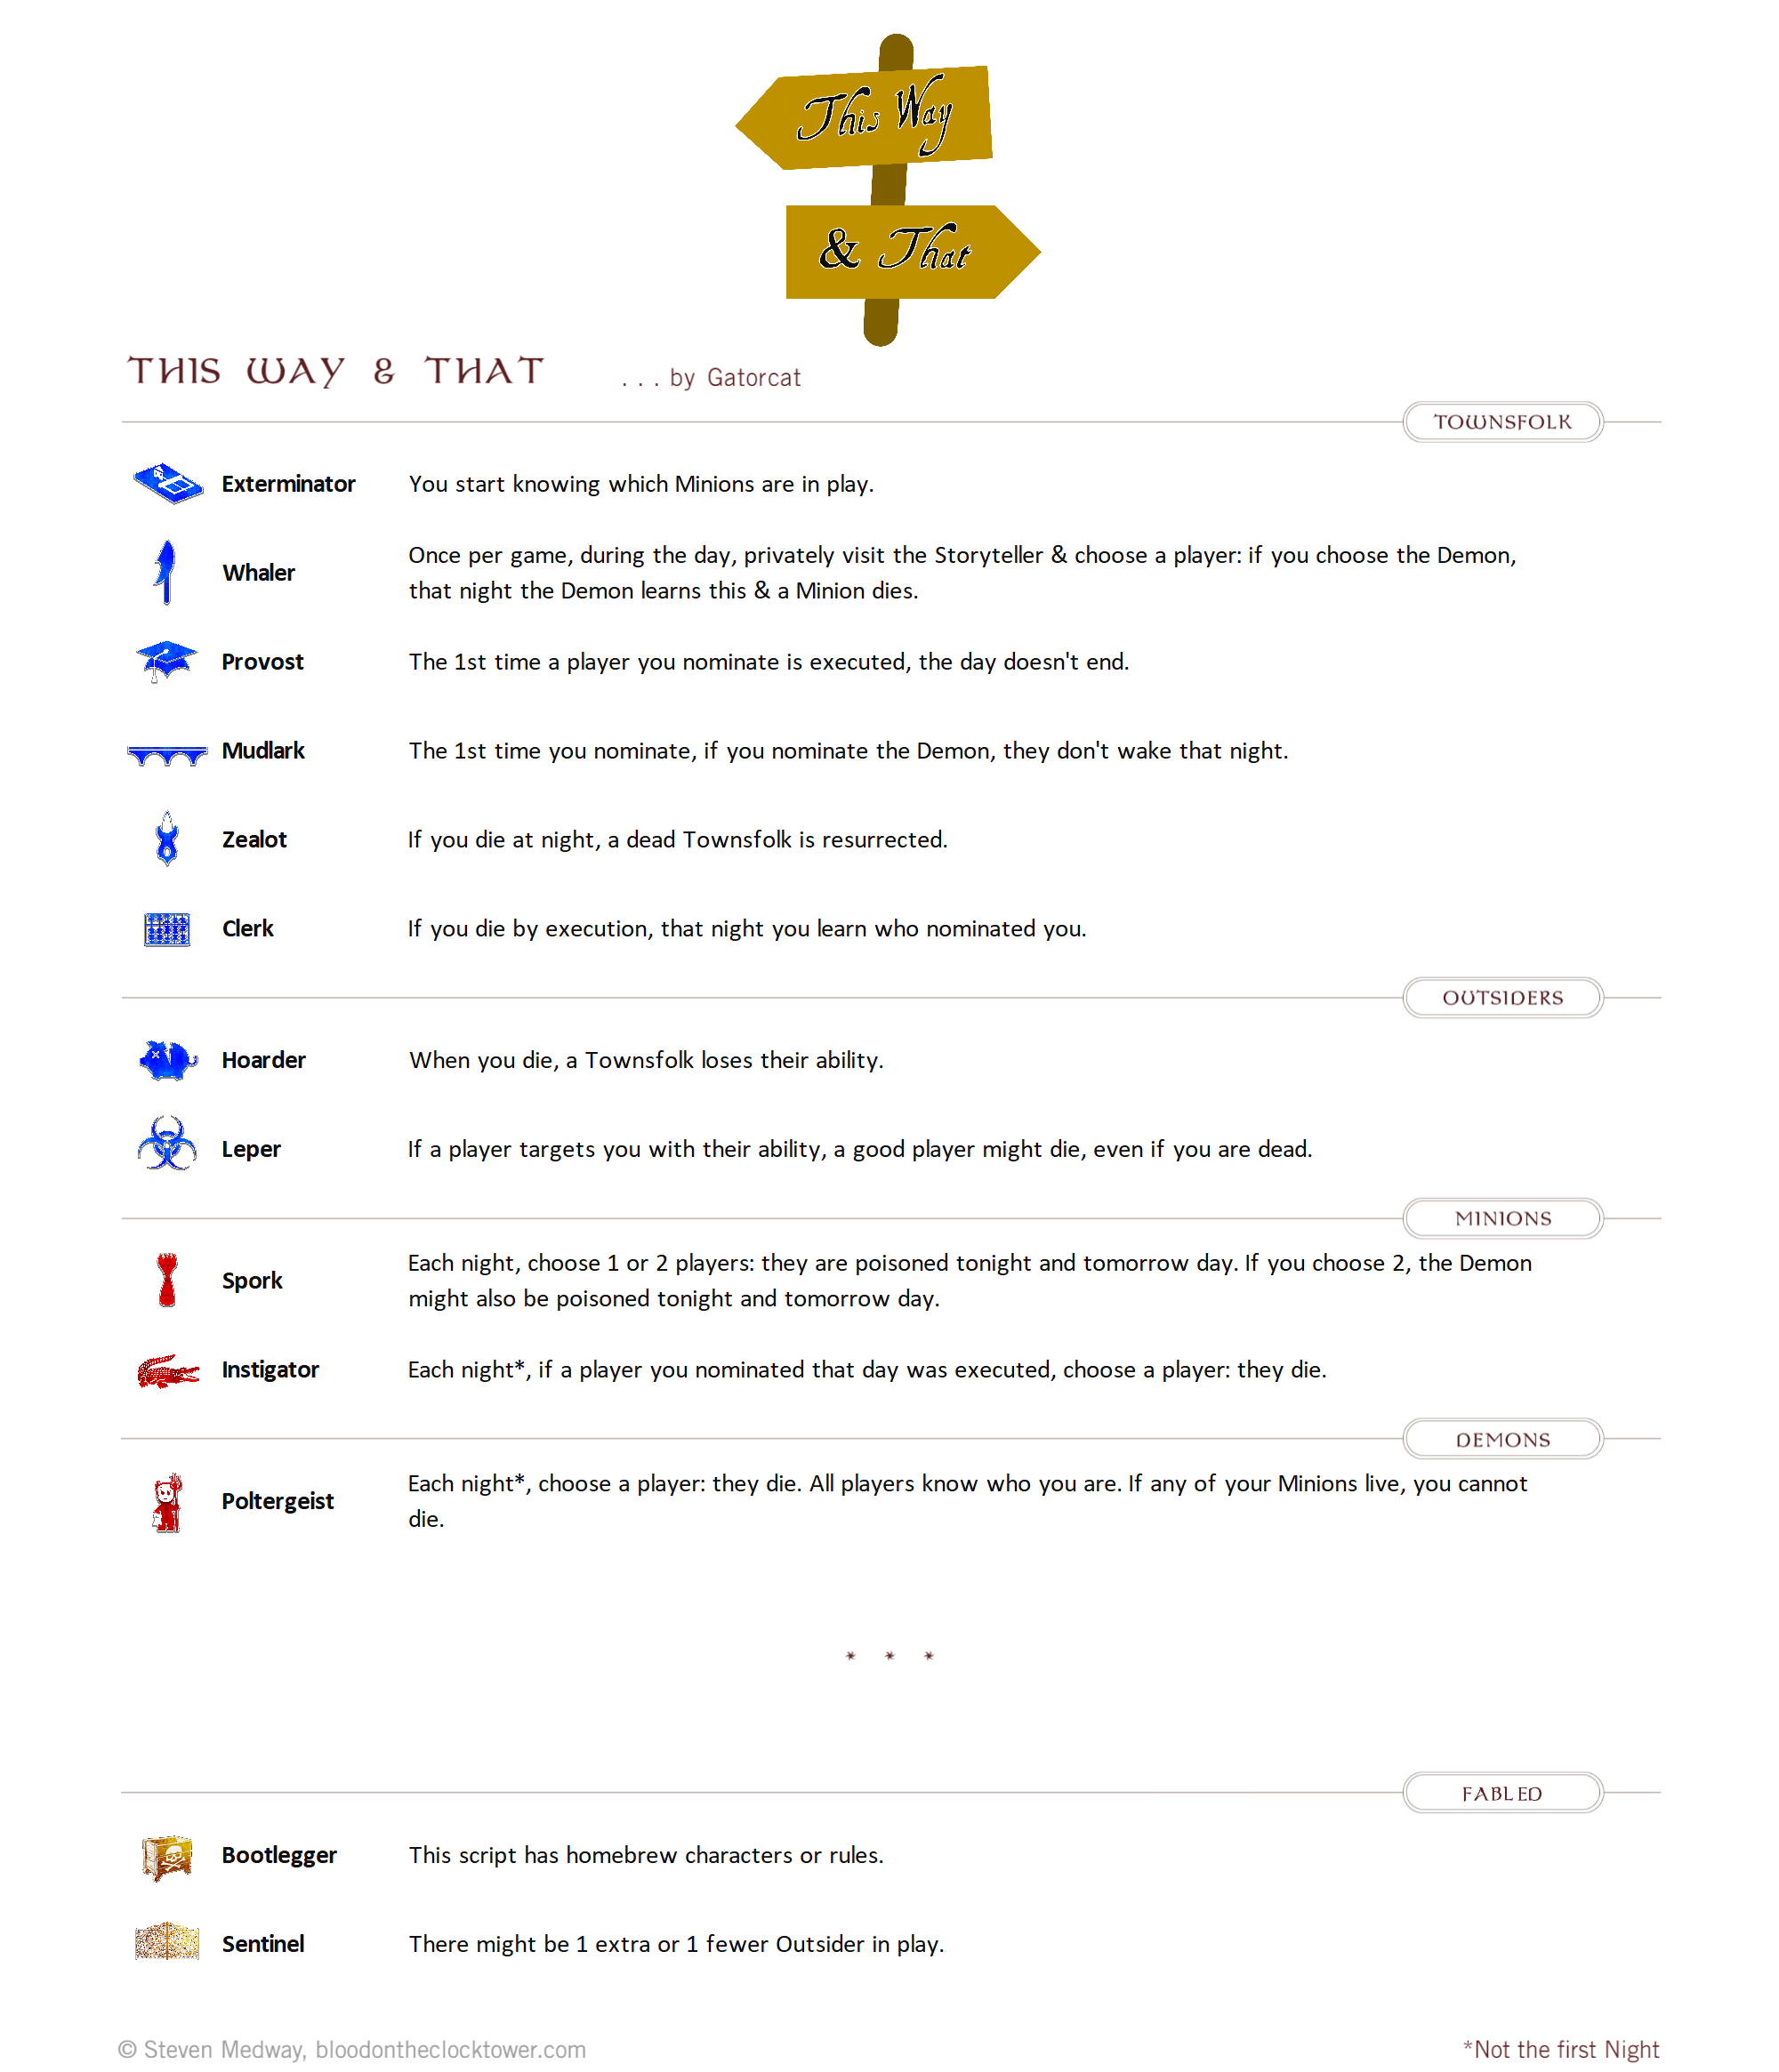 This Way
& That
THIS WAY & THAT . . . by Gatorcat
TOWNSFOLK
Exterminator You start knowing which Minions are in play.
Whaler Once per game, during the day, privately visit the Storyteller & choose a player: if you choose the Demon,
that night the Demon learns this & a Minion dies.
Provost The 1st time a player you nominate is executed, the day doesn't end.
Mudlark The 1st time you nominate, if you nominate the Demon, they don't wake that night.
Zealot If you die at night, a dead Townsfolk is resurrected.
Clerk If you die by execution, that night you learn who nominated you.
OUTSIDERS
Hoarder When you die, a Townsfolk loses their ability.
Leper If a player targets you with their ability, a good player might die, even if you are dead.
MINIONS
Spork Each night, choose 1 or 2 players: they are poisoned tonight and tomorrow day. If you choose 2, the Demon
might also be poisoned tonight and tomorrow day.
Instigator Each night*, if a player you nominated that day was executed, choose a player: they die.
DEMONS
Poltergeist Each night*, choose a player: they die. All players know who you are. If any of your Minions live, you cannot
die.
* * *
FABLED
Bootlegger This script has homebrew characters or rules.
Sentinel There might be 1 extra or 1 fewer Outsider in play.
© Steven Medway, bloodontheclocktower.com *Not the first Night